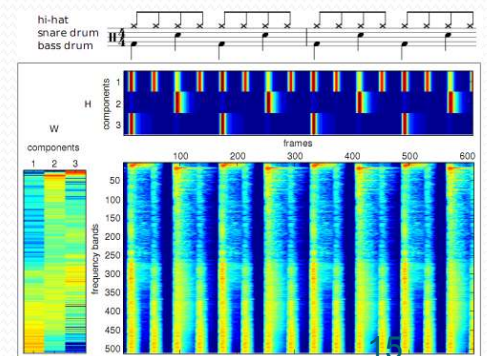 hi-hat
snare drum
bass drum
4
4
H
components
1
2
3
W
components
1 2 3
frames
100 200 300 400 500 600
frequency bands
50
100
150
200
250
300
350
400
450
500
15